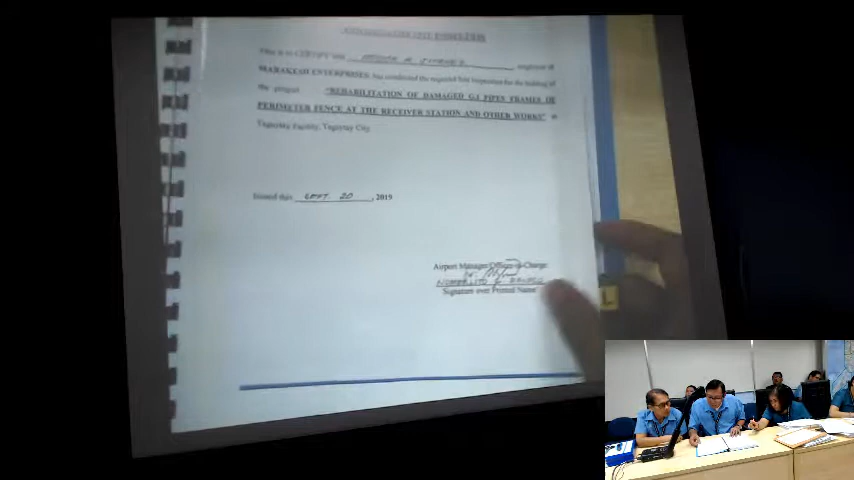 This is to CERTIFY that engineer of
MARAKESH ENTERPRISES has conducted the required Site Inspection for the bidding of
the project "REHABILITATION OF DAMAGED G.I PIPES FRAMES OF
PERIMETER FENCE AT THE RECEIVER STATION AND OTHER WORKS" at
Tagaytay Facility, Tagaytay City.
Issued this SEPT. 20, 2019
Airport Manager/Officer-in-Charge
Signature over Printed Name